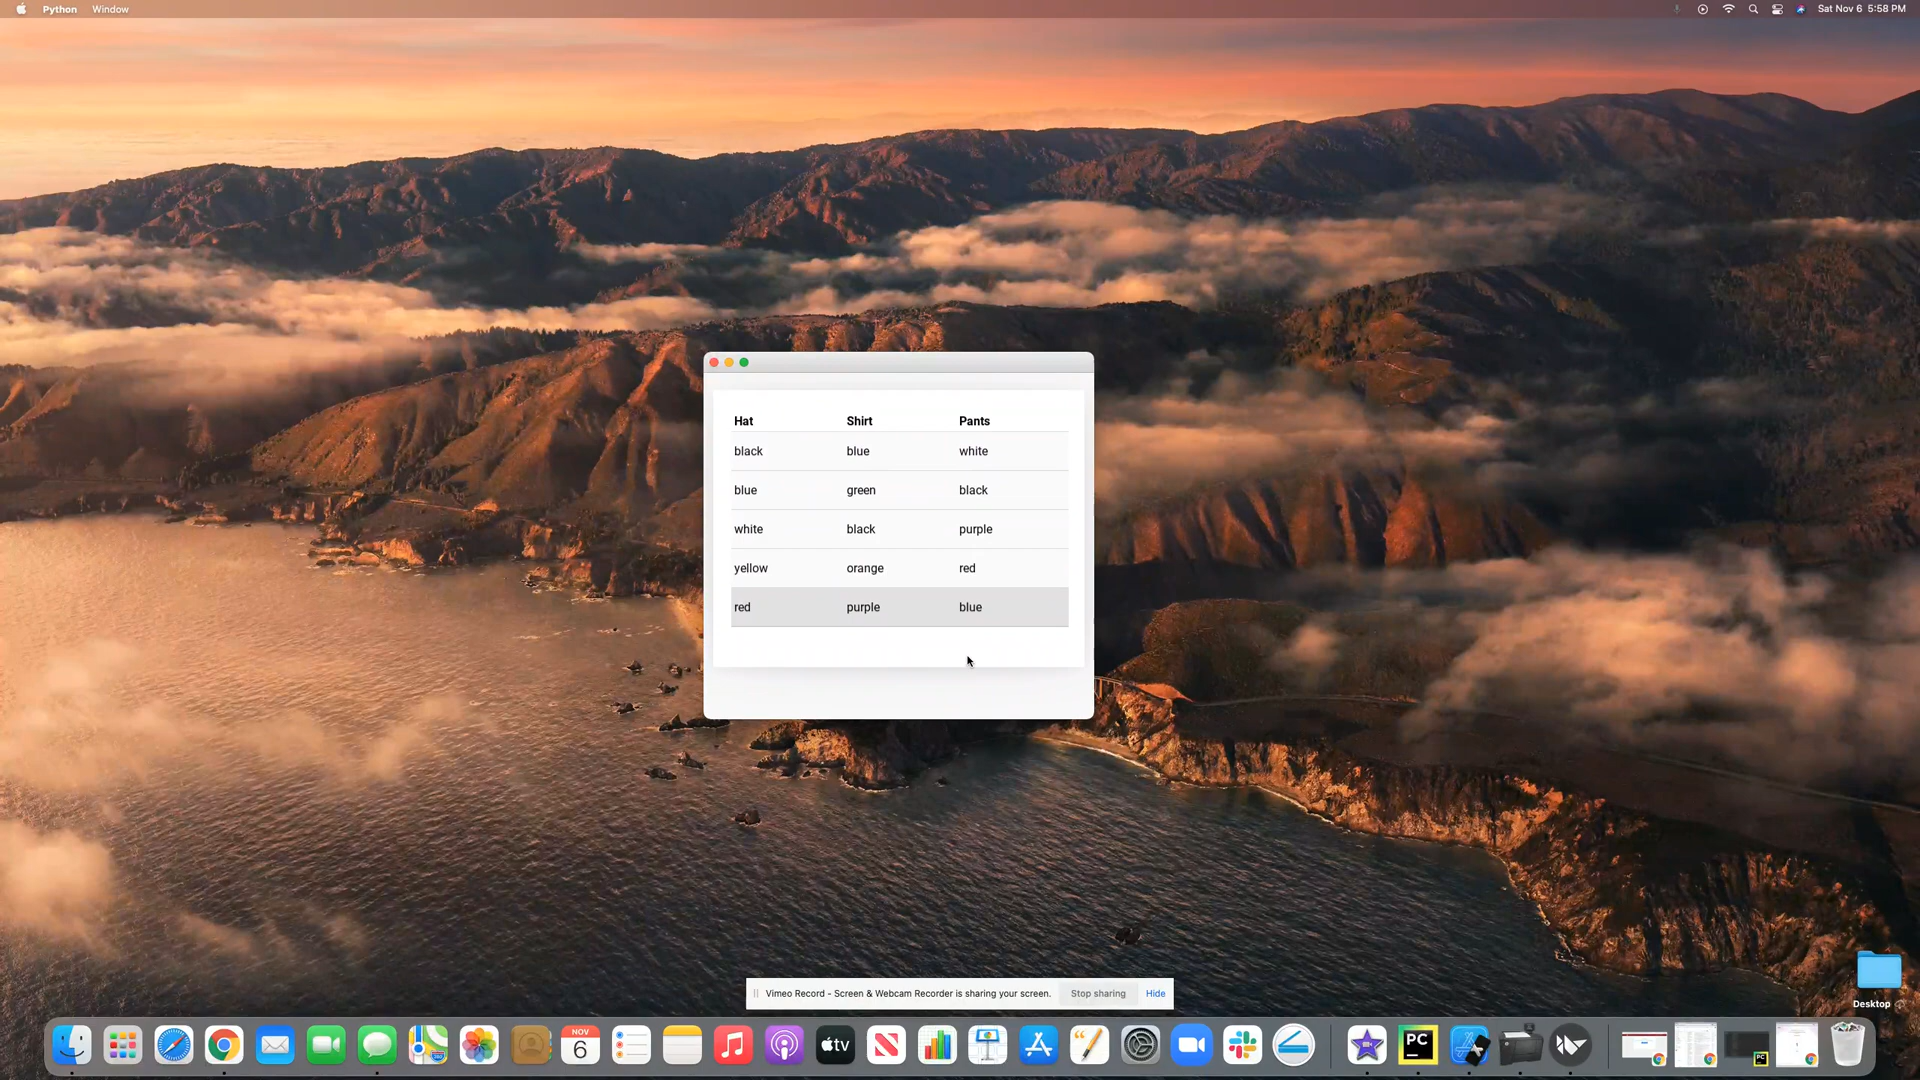 Python Window Sat Nov 6 5:58 PM
Hat Shirt Pants
black blue white
blue green black
white black purple
yellow orange red
red purple blue
Desktop
Vimeo Record - Screen & Webcam Recorder is sharing your screen. Stop sharing Hide
NOV
6
tv
PC